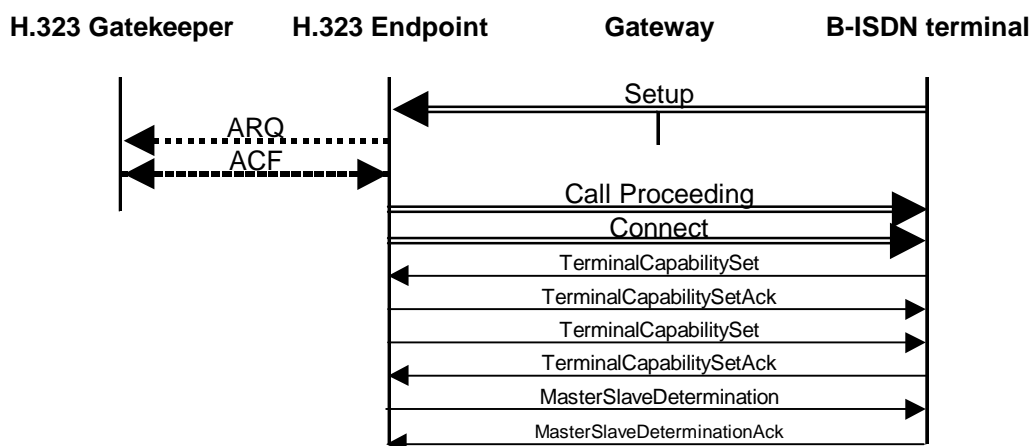 H.323 Gatekeeper H.323 Endpoint Gateway B-ISDN terminal
Setup
ARQ
ACF
Call Proceeding
Connect
TerminalCapabilitySet
TerminalCapabilitySetAck
TerminalCapabilitySet
TerminalCapabilitySetAck
MasterSlaveDetermination
MasterSlaveDeterminationAck